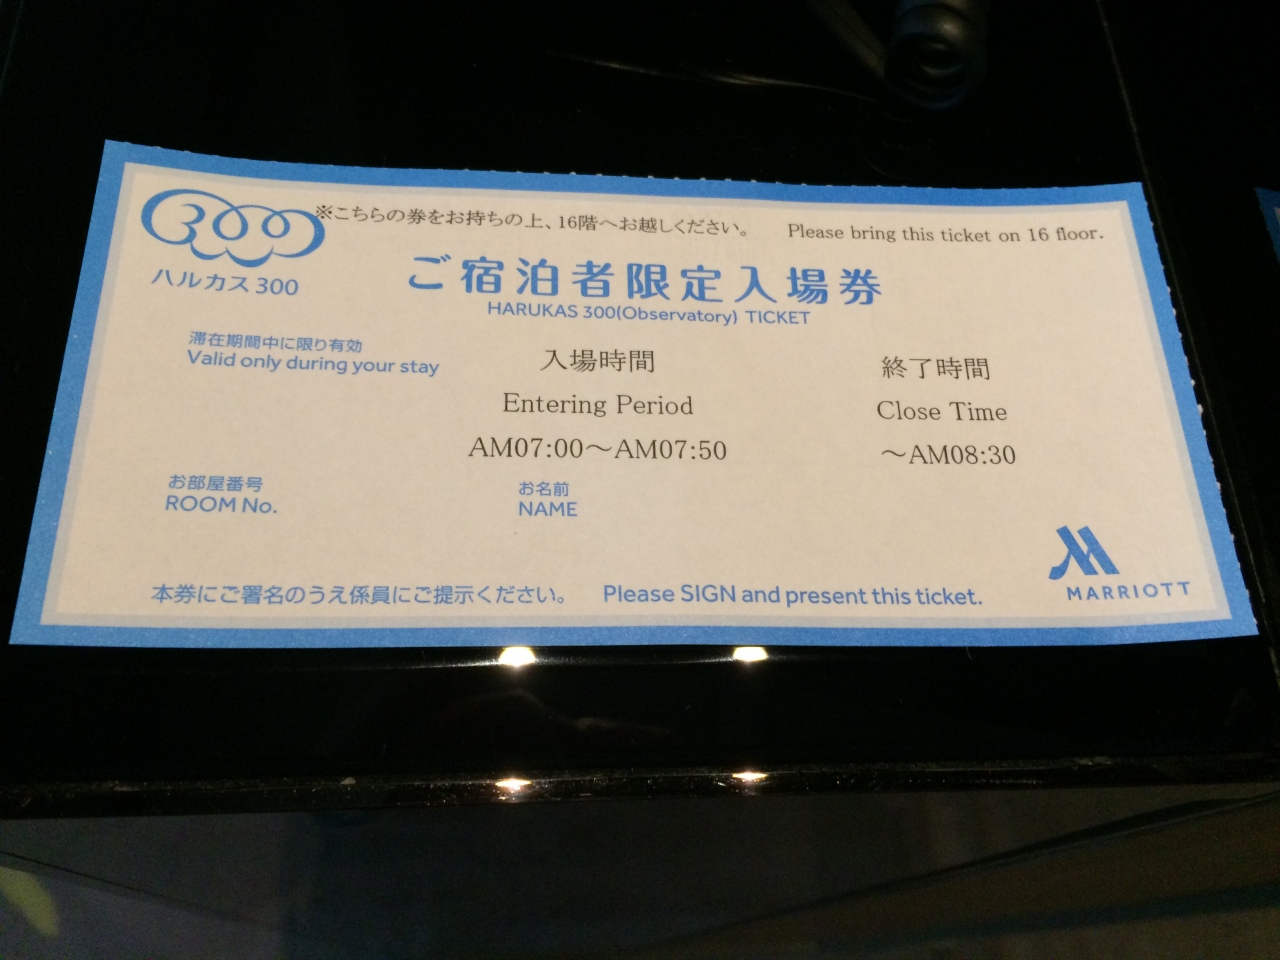 300
※こちらの券をお持ちの上、16階へお越しください。 Please bring this ticket on 16 floor.
ハルカス300
ご宿泊者限定入場券
HARUKAS 300(Observatory) TICKET
滞在期間中に限り有効
Valid only during your stay
入場時間 終了時間
Entering Period Close Time
AM07:00～AM07:50 ～AM08:30
お部屋番号 お名前
ROOM No. NAME
本券にご署名のうえ係員にご提示ください。 Please SIGN and present this ticket.
MARRIOTT